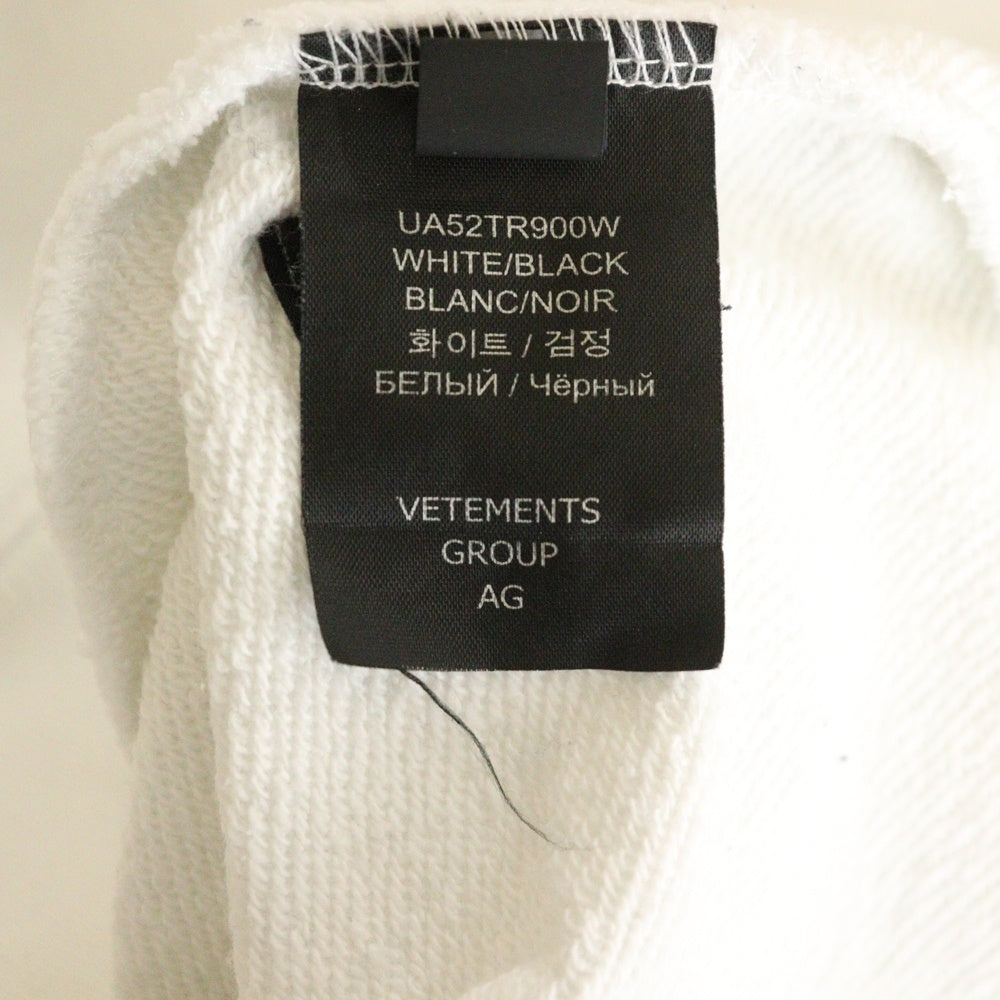 UA52TR900W
WHITE/BLACK
BLANC/NOIR
화이트 / 검정
БЕЛЫЙ / Чёрный
VETEMENTS
GROUP
AG